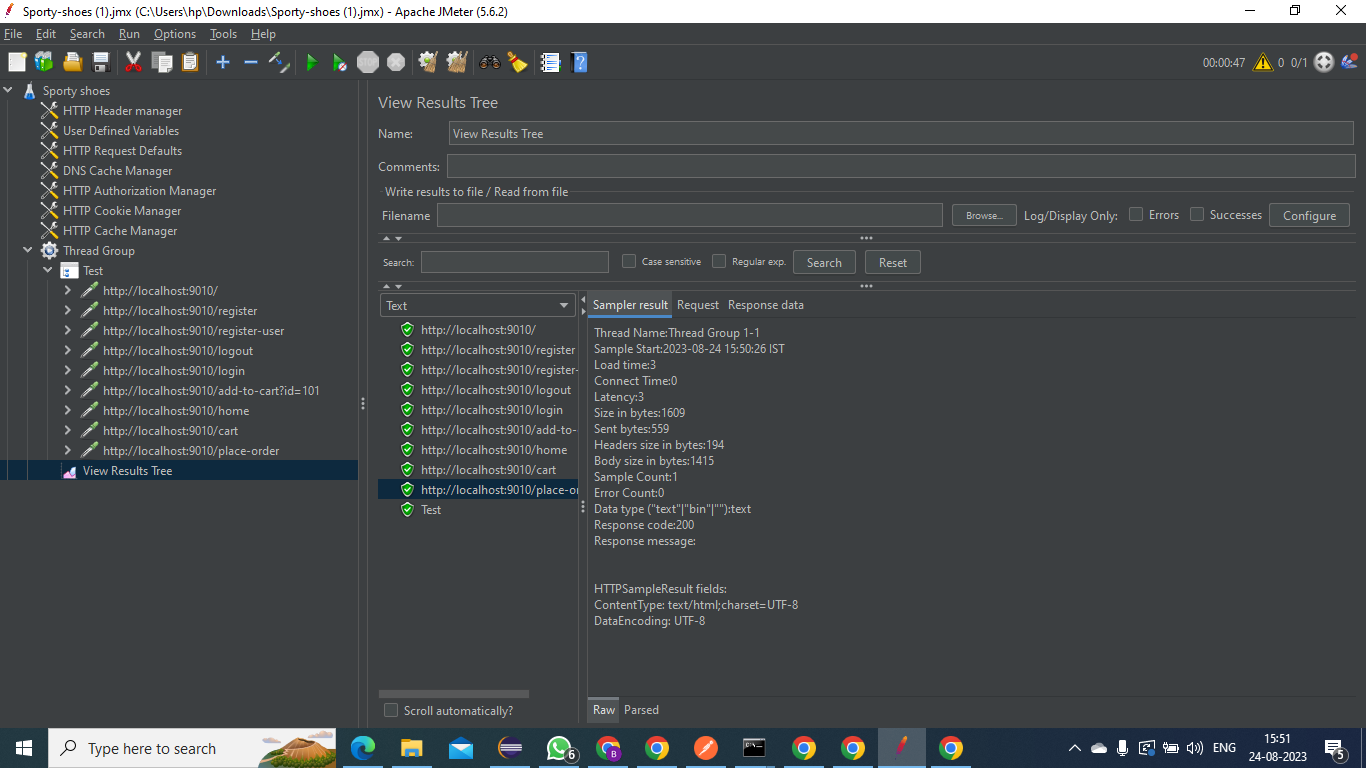 Sporty-shoes (1).jmx (C:\Users\hp\Downloads\Sporty-shoes (1).jmx) - Apache JMeter (5.6.2)
File Edit Search Run Options Tools Help
STOP
00:00:47 0 0/1
Sporty shoes
HTTP Header manager
User Defined Variables
HTTP Request Defaults
DNS Cache Manager
HTTP Authorization Manager
HTTP Cookie Manager
HTTP Cache Manager
Thread Group
Test
http://localhost:9010/
http://localhost:9010/register
http://localhost:9010/register-user
http://localhost:9010/logout
http://localhost:9010/login
http://localhost:9010/add-to-cart?id=101
http://localhost:9010/home
http://localhost:9010/cart
http://localhost:9010/place-order
View Results Tree
View Results Tree
Name: View Results Tree
Comments:
Write results to file / Read from file
Filename Browse... Log/Display Only: Errors Successes Configure
Search: Case sensitive Regular exp. Search Reset
Text
http://localhost:9010/
http://localhost:9010/register
http://localhost:9010/register-
http://localhost:9010/logout
http://localhost:9010/login
http://localhost:9010/add-to-
http://localhost:9010/home
http://localhost:9010/cart
http://localhost:9010/place-or
Test
Scroll automatically?
Sampler result Request Response data
Thread Name:Thread Group 1-1
Sample Start:2023-08-24 15:50:26 IST
Load time:3
Connect Time:0
Latency:3
Size in bytes:1609
Sent bytes:559
Headers size in bytes:194
Body size in bytes:1415
Sample Count:1
Error Count:0
Data type ("text"|"bin"|""):text
Response code:200
Response message:
HTTPSampleResult fields:
ContentType: text/html;charset=UTF-8
DataEncoding: UTF-8
Raw Parsed
Type here to search
6
B
ENG
15:51
24-08-2023
5